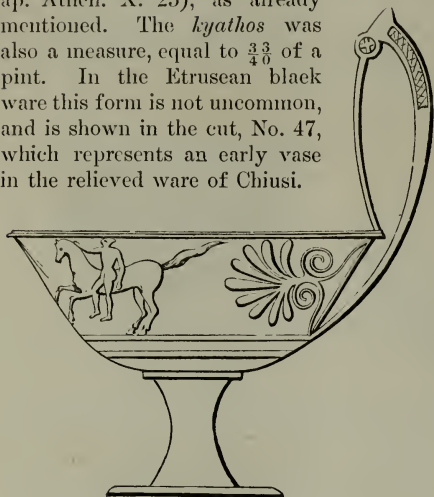 ap. Athen. X. 23), as already
mentioned. The kyathos was
also a measure, equal to 33/40 of a
pint. In the Etrusean black
ware this form is not uncommon,
and is shown in the cut, No. 47,
which represents an early vase
in the relieved ware of Chiusi.